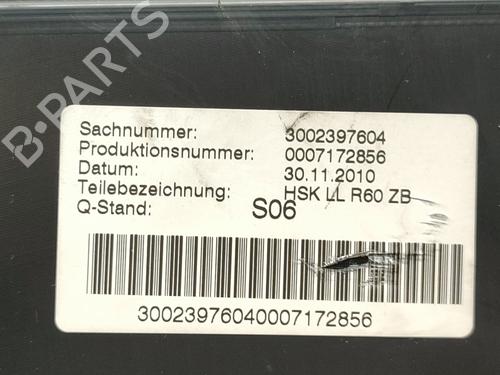 B-PARTS
Sachnummer: 3002397604
Produktionsnummer: 0007172856
Datum: 30.11.2010
Teilebezeichnung: HSK LL R60 ZB
Q-Stand: S06
30023976040007172856